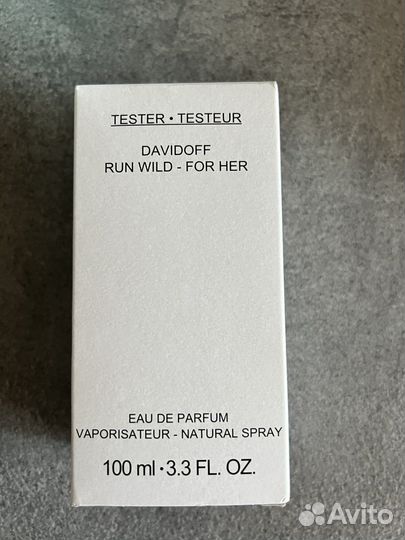 TESTER • TESTEUR
DAVIDOFF
RUN WILD - FOR HER
EAU DE PARFUM
VAPORISATEUR - NATURAL SPRAY
100 ml • 3.3 FL. OZ.
Avito